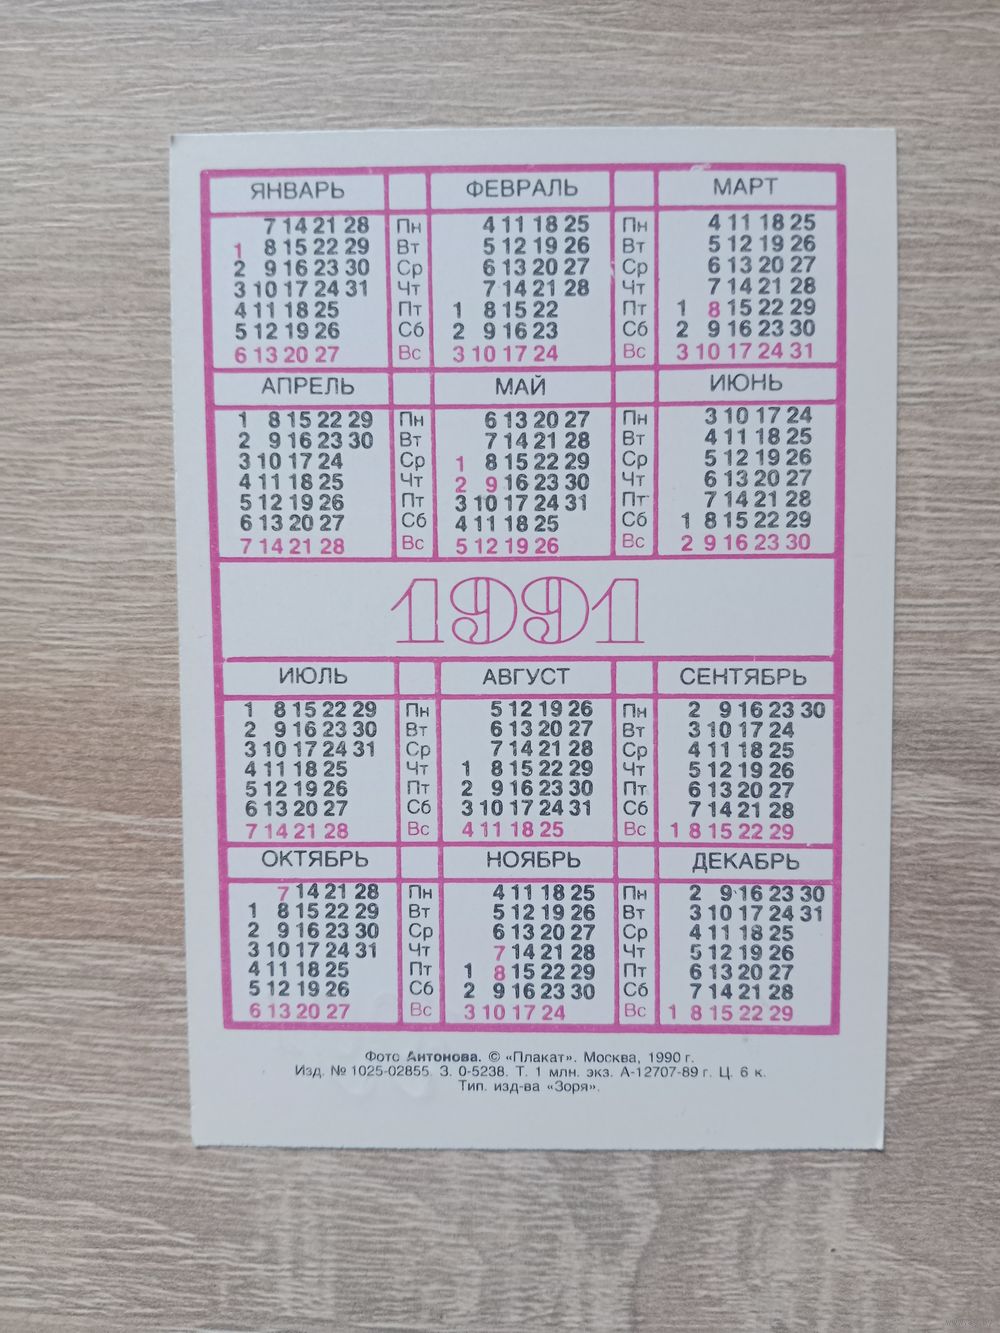 ЯНВАРЬ ФЕВРАЛЬ МАРТ
7 14 21 28 Пн 4 11 18 25 Пн 4 11 18 25
1 8 15 22 29 Вт 5 12 19 26 Вт 5 12 19 26
2 9 16 23 30 Ср 6 13 20 27 Ср 6 13 20 27
3 10 17 24 31 Чт 7 14 21 28 Чт 7 14 21 28
4 11 18 25 Пт 1 8 15 22 Пт 1 8 15 22 29
5 12 19 26 Сб 2 9 16 23 Сб 2 9 16 23 30
6 13 20 27 Вс 3 10 17 24 Вс 3 10 17 24 31
АПРЕЛЬ МАЙ ИЮНЬ
1 8 15 22 29 Пн 6 13 20 27 Пн 3 10 17 24
2 9 16 23 30 Вт 7 14 21 28 Вт 4 11 18 25
3 10 17 24 Ср 1 8 15 22 29 Ср 5 12 19 26
4 11 18 25 Чт 2 9 16 23 30 Чт 6 13 20 27
5 12 19 26 Пт 3 10 17 24 31 Пт 7 14 21 28
6 13 20 27 Сб 4 11 18 25 Сб 1 8 15 22 29
7 14 21 28 Вс 5 12 19 26 Вс 2 9 16 23 30
1991
ИЮЛЬ АВГУСТ СЕНТЯБРЬ
1 8 15 22 29 Пн 5 12 19 26 Пн 2 9 16 23 30
2 9 16 23 30 Вт 6 13 20 27 Вт 3 10 17 24
3 10 17 24 31 Ср 7 14 21 28 Ср 4 11 18 25
4 11 18 25 Чт 1 8 15 22 29 Чт 5 12 19 26
5 12 19 26 Пт 2 9 16 23 30 Пт 6 13 20 27
6 13 20 27 Сб 3 10 17 24 31 Сб 7 14 21 28
7 14 21 28 Вс 4 11 18 25 Вс 1 8 15 22 29
ОКТЯБРЬ НОЯБРЬ ДЕКАБРЬ
7 14 21 28 Пн 4 11 18 25 Пн 2 9 16 23 30
1 8 15 22 29 Вт 5 12 19 26 Вт 3 10 17 24 31
2 9 16 23 30 Ср 6 13 20 27 Ср 4 11 18 25
3 10 17 24 31 Чт 7 14 21 28 Чт 5 12 19 26
4 11 18 25 Пт 1 8 15 22 29 Пт 6 13 20 27
5 12 19 26 Сб 2 9 16 23 30 Сб 7 14 21 28
6 13 20 27 Вс 3 10 17 24 Вс 1 8 15 22 29
Фото Антонова. © «Плакат». Москва, 1990 г.
Изд. № 1025-02855. З. 0-5238. Т. 1 млн. экз. А-12707-89 г. Ц. 6 к.
Тип. изд-ва «Зоря».